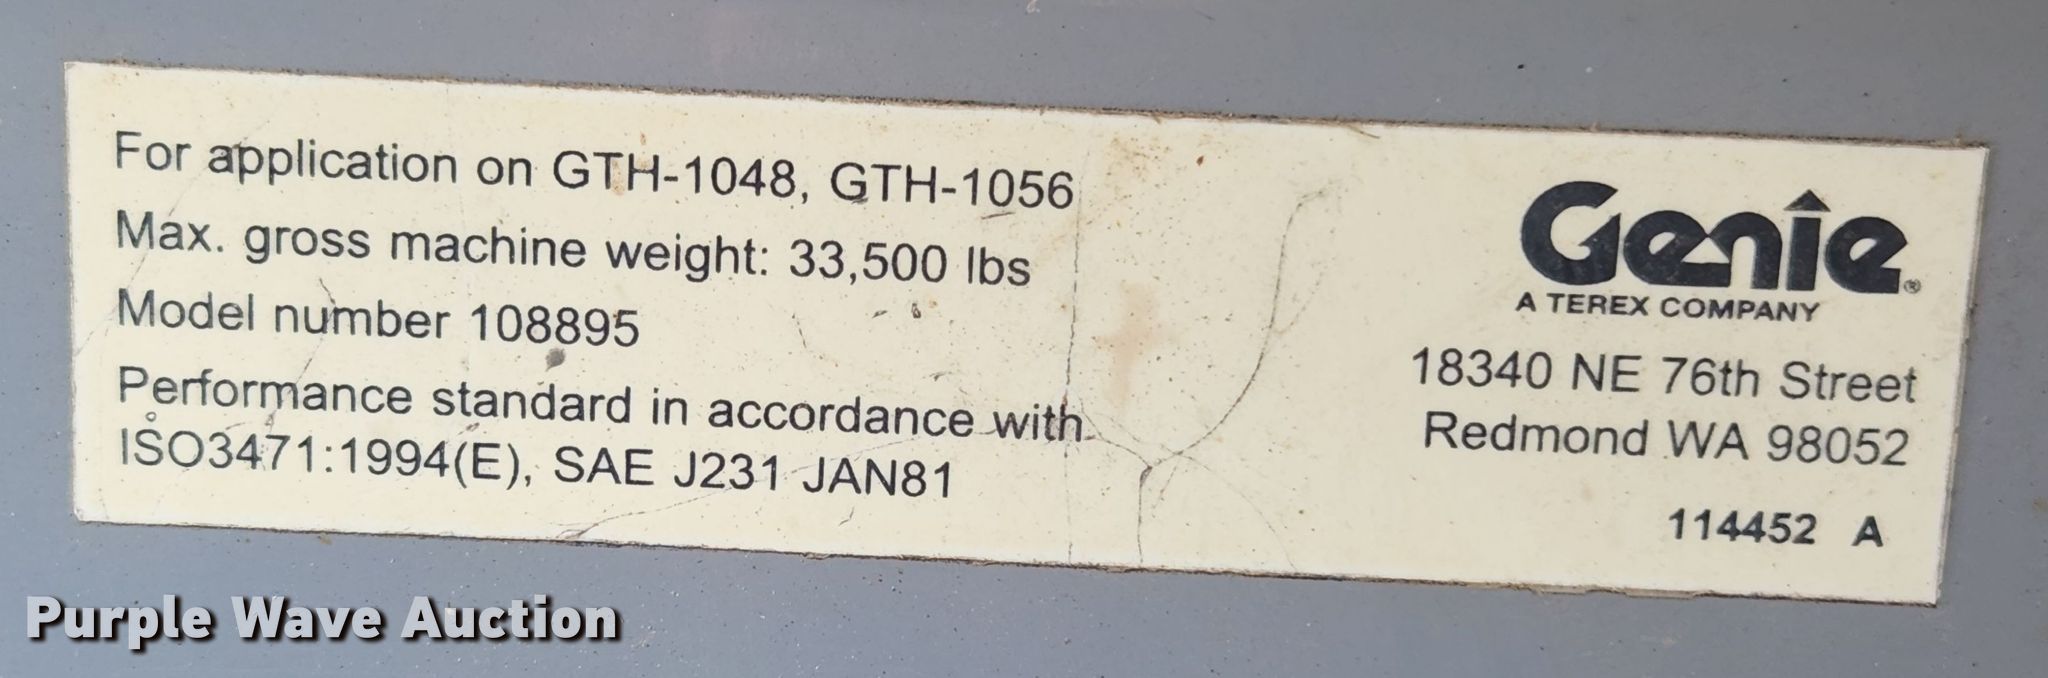 For application on GTH-1048, GTH-1056
Max. gross machine weight: 33,500 lbs
Model number 108895
Performance standard in accordance with
ISO3471:1994(E), SAE J231 JAN81
Genie®
A TEREX COMPANY
18340 NE 76th Street
Redmond WA 98052
114452 A
Purple Wave Auction